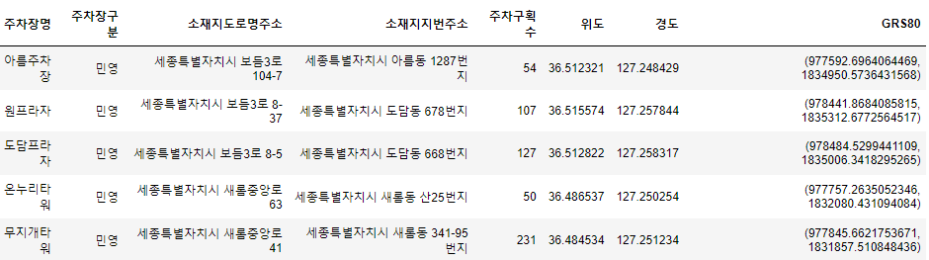 주차장명 주차장구분 소재지도로명주소 소재지지번주소 주차구획수 위도 경도 GRS80
아름주차장 민영 세종특별자치시 보듬3로 104-7 세종특별자치시 아름동 1287번지 54 36.512321 127.248429 (977592.6964064469, 1834950.5736431568)
원프라자 민영 세종특별자치시 보듬3로 8-37 세종특별자치시 도담동 678번지 107 36.515574 127.257844 (978441.8684085815, 1835312.6772564517)
도담프라자 민영 세종특별자치시 보듬3로 8-5 세종특별자치시 도담동 668번지 127 36.512822 127.258317 (978484.5299441109, 1835006.3418295265)
온누리타워 민영 세종특별자치시 새롬중앙로 63 세종특별자치시 새롬동 산25번지 50 36.486537 127.250254 (977757.2635052346, 1832080.431094084)
무지개타워 민영 세종특별자치시 새롬중앙로 41 세종특별자치시 새롬동 341-95번지 231 36.484534 127.251234 (977845.6621753671, 1831857.510848436)